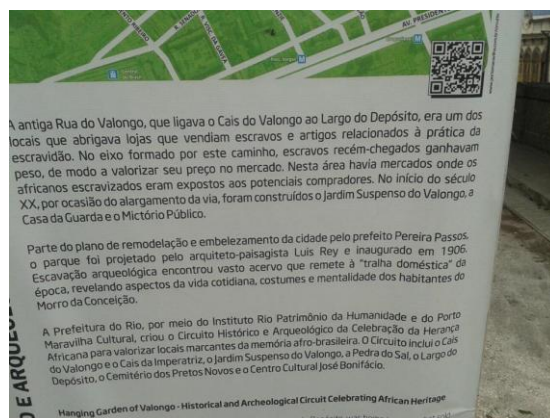 AV. PRESIDENT
A antiga Rua do Valongo, que ligava o Cais do Valongo ao Largo do Depósito, era um dos
locais que abrigava lojas que vendiam escravos e artigos relacionados à prática da
escravidão. No eixo formado por este caminho, escravos recém-chegados ganhavam
peso, de modo a valorizar seu preço no mercado. Nesta área havia mercados onde os
africanos escravizados eram expostos aos potenciais compradores. No início do século
XX, por ocasião do alargamento da via, foram construídos o Jardim Suspenso do Valongo, a
Casa da Guarda e o Mictório Público.
Parte do plano de remodelação e embelezamento da cidade pelo prefeito Pereira Passos,
o parque foi projetado pelo arquiteto-paisagista Luis Rey e inaugurado em 1906.
Escavação arqueológica encontrou vasto acervo que remete à "tralha doméstica" da
época, revelando aspectos da vida cotidiana, costumes e mentalidade dos habitantes do
Morro da Conceição.
A Prefeitura do Rio, por meio do Instituto Rio Patrimônio da Humanidade e do Porto
Maravilha Cultural, criou o Circuito Histórico e Arqueológico da Celebração da Herança
Africana para valorizar locais marcantes da memória afro-brasileira. O Circuito inclui o Cais
do Valongo e o Cais da Imperatriz, o Jardim Suspenso do Valongo, a Pedra do Sal, o Largo do
Depósito, o Cemitério dos Pretos Novos e o Centro Cultural José Bonifácio.
Hanging Garden of Valongo - Historical and Archeological Circuit Celebrating African Heritage
O E ARQUEOL